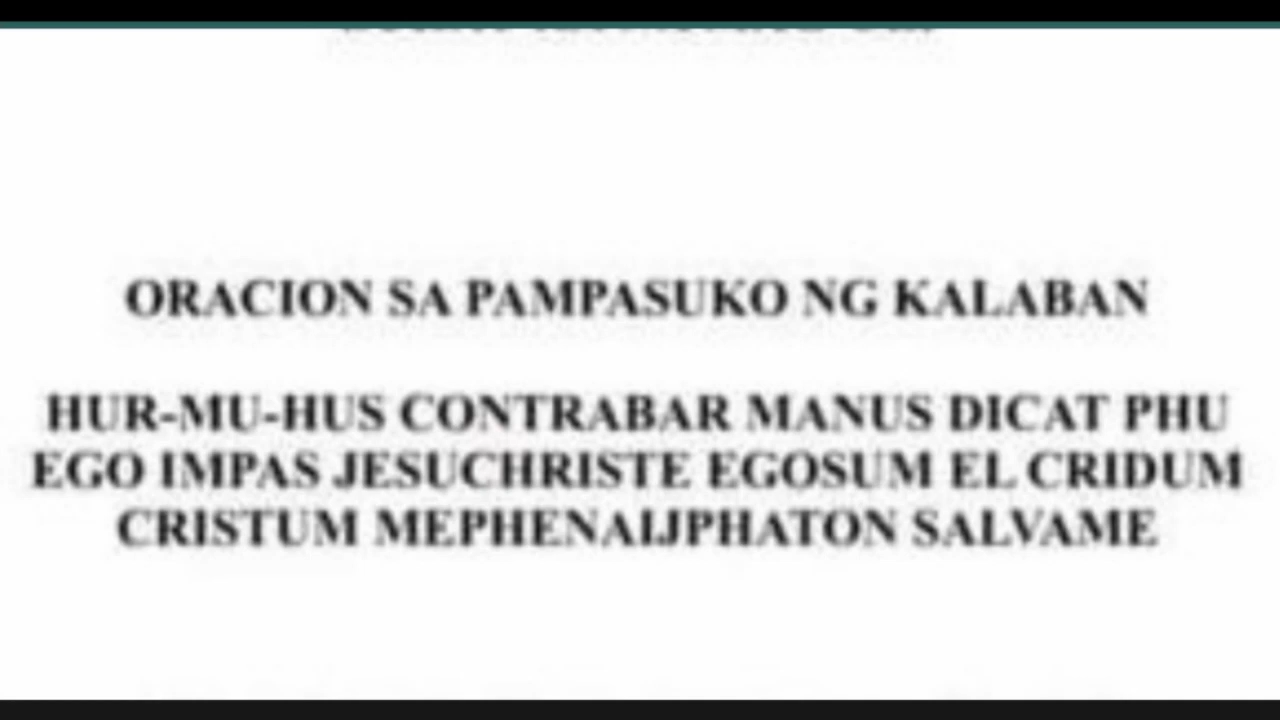 ORACION SA PAMPASUKO NG KALABAN
HUR-MU-HUS CONTRABAR MANUS DICAT PHU
EGO IMPAS JESUCHRISTE EGOSUM EL CRIDUM
CRISTUM MEPHENAIJPHATON SALVAME